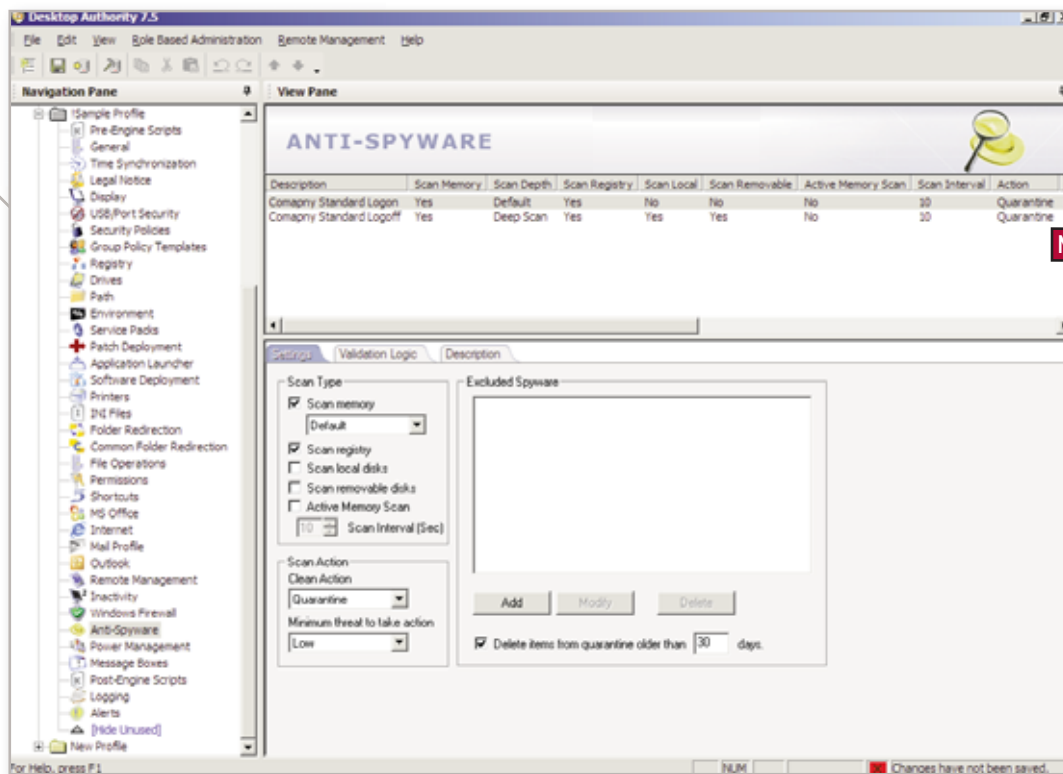 Desktop Authority 7.5
File Edit View Role Based Administration Remote Management Help
Navigation Pane
View Pane
!Sample Profile
Pre-Engine Scripts
General
Time Synchronization
Legal Notice
Display
USB/Port Security
Security Policies
Group Policy Templates
Registry
Drives
Path
Environment
Service Packs
Patch Deployment
Application Launcher
Software Deployment
Printers
INI Files
Folder Redirection
Common Folder Redirection
File Operations
Permissions
Shortcuts
MS Office
Internet
Mail Profile
Outlook
Remote Management
Inactivity
Windows Firewall
Anti-Spyware
Power Management
Message Boxes
Post-Engine Scripts
Logging
Alerts
[Hide Unused]
New Profile
ANTI-SPYWARE
Description Scan Memory Scan Depth Scan Registry Scan Local Scan Removable Active Memory Scan Scan Interval Action
Comapny Standard Logon Yes Default Yes No No No 10 Quarantine
Comapny Standard Logoff Yes Deep Scan Yes Yes Yes No 10 Quarantine
Settings Validation Logic Description
Scan Type
Scan memory
Default
Scan registry
Scan local disks
Scan removable disks
Active Memory Scan
10 Scan Interval (Sec)
Scan Action
Clean Action
Quarantine
Minimum threat to take action
Low
Excluded Spyware
Add Modify Delete
Delete items from quarantine older than 30 days.
For Help, press F1
NUM
Changes have not been saved.